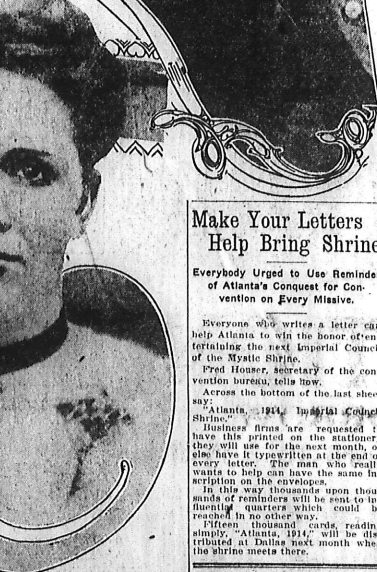 Make Your Letters
Help Bring Shrine
Everybody Urged to Use Reminde
of Atlanta's Conquest for Con-
vention on Every Missive.
Everyone who writes a letter can
help Atlanta to win the honor of en-
tertaining the next Imperial Counci
of the Mystic Shrine.
Fred Houser, secretary of the con
vention bureau, tells how.
Across the bottom of the last shee
say:
"Atlanta, 1914, Imperial Counci
Shrine."
Business firms are requested t
have this printed on the stationer
they will use for the next month, o
else have it typewritten at the end o
every letter. The man who reall
wants to help can have the same in
scription on the envelopes.
In this way thousands upon thou
sands of reminders will be sent to in
fluential quarters which could b
reached in no other way.
Fifteen thousand cards, readin
simply, "Atlanta, 1914," will be dis
tributed at Dallas next month whe
the shrine meets there.